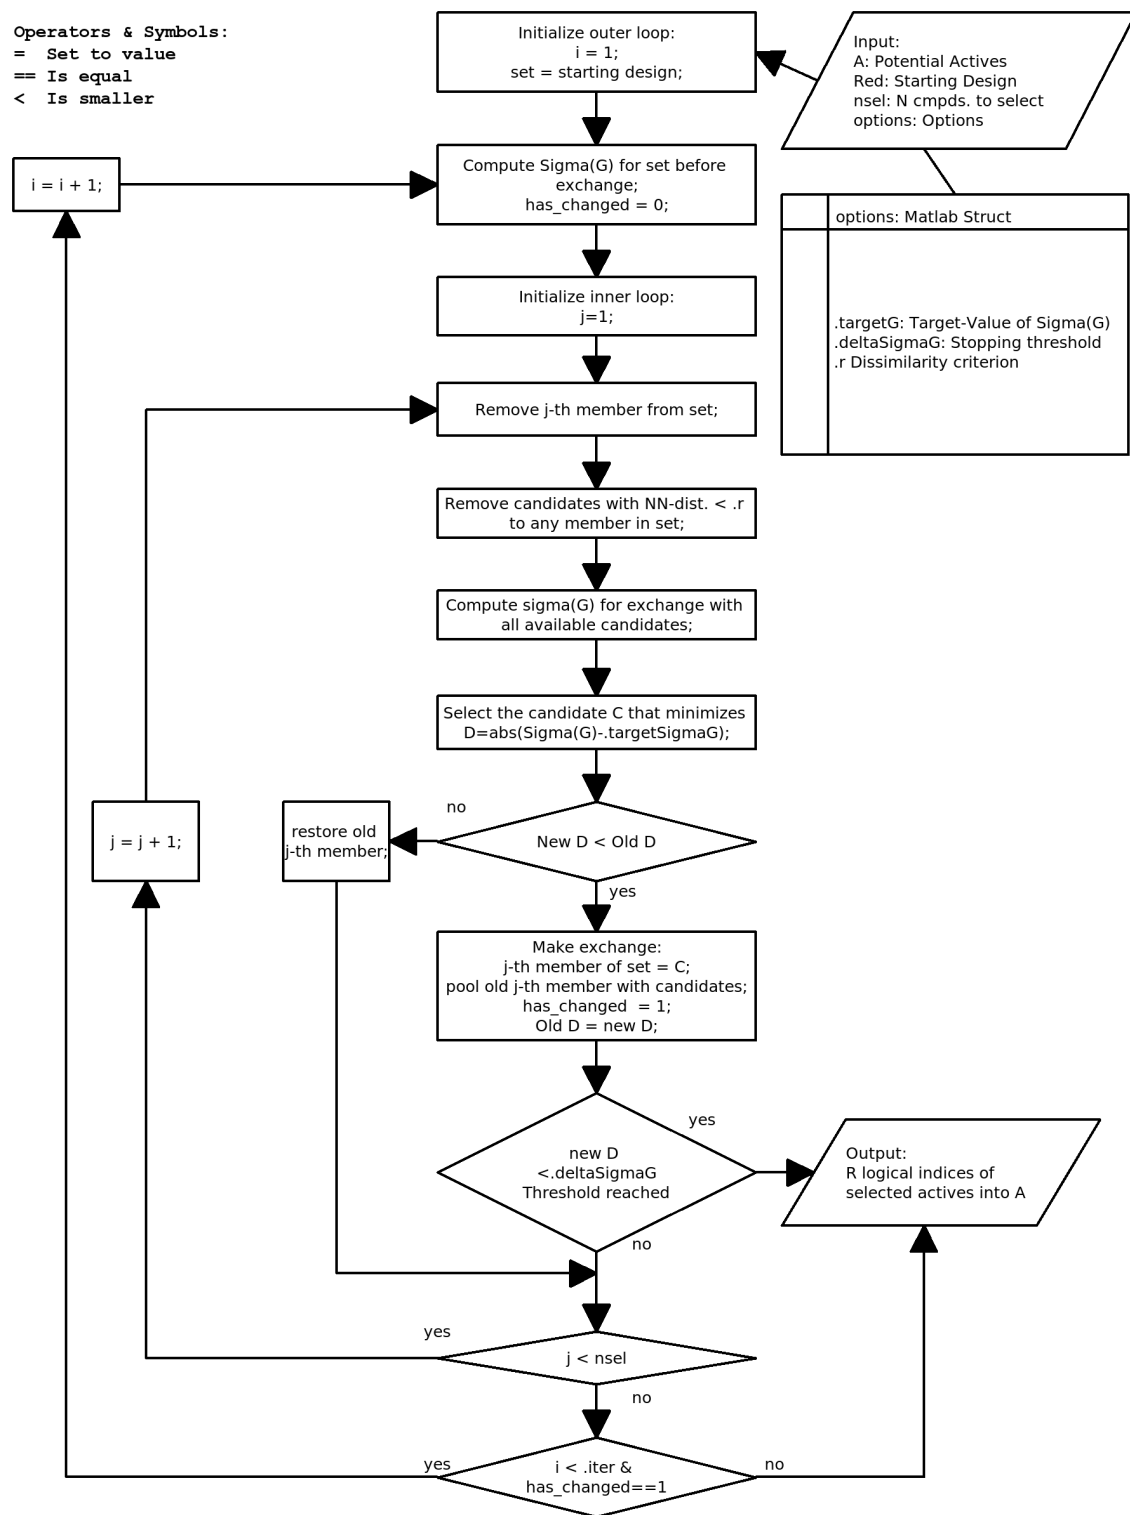 Operators & Symbols:
=  Set to value
== Is equal
<  Is smaller
Initialize outer loop:
i = 1;
set = starting design;
Input:
A: Potential Actives
Red: Starting Design
nsel: N cmpds. to select
options: Options
i = i + 1;
Compute Sigma(G) for set before
exchange;
has_changed = 0;
options: Matlab Struct
.targetG: Target-Value of Sigma(G)
.deltaSigmaG: Stopping threshold
.r Dissimilarity criterion
Initialize inner loop:
j=1;
Remove j-th member from set;
Remove candidates with NN-dist. < .r
to any member in set;
Compute sigma(G) for exchange with
all available candidates;
Select the candidate C that minimizes
D=abs(Sigma(G)-.targetSigmaG);
no
j = j + 1;
restore old
j-th member;
New D < Old D
yes
Make exchange:
j-th member of set = C;
pool old j-th member with candidates;
has_changed  = 1;
Old D = new D;
yes
new D
<.deltaSigmaG
Threshold reached
Output:
R logical indices of
selected actives into A
no
yes
j < nsel
no
yes
i < .iter &
has_changed==1
no